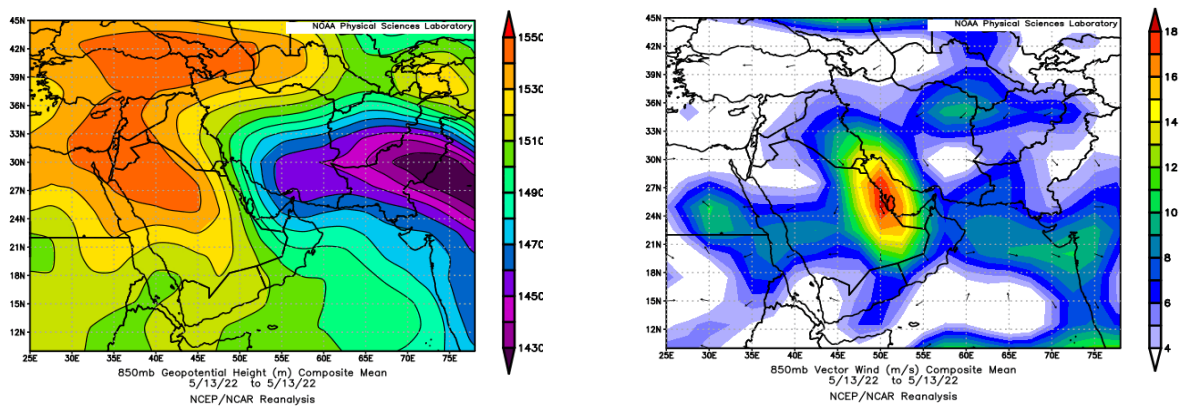 NOAA Physical Sciences Laboratory
45N
42N
39N
36N
33N
30N
27N
24N
21N
18N
15N
12N
25E 30E 35E 40E 45E 50E 55E 60E 65E 70E 75E
1550
1530
1510
1490
1470
1450
1430
850mb Geopotential Height (m) Composite Mean
5/13/22 to 5/13/22
NCEP/NCAR Reanalysis
NOAA Physical Sciences Laboratory
45N
42N
39N
36N
33N
30N
27N
24N
21N
18N
15N
12N
25E 30E 35E 40E 45E 50E 55E 60E 65E 70E 75E
18
16
14
12
10
8
6
4
850mb Vector Wind (m/s) Composite Mean
5/13/22 to 5/13/22
NCEP/NCAR Reanalysis